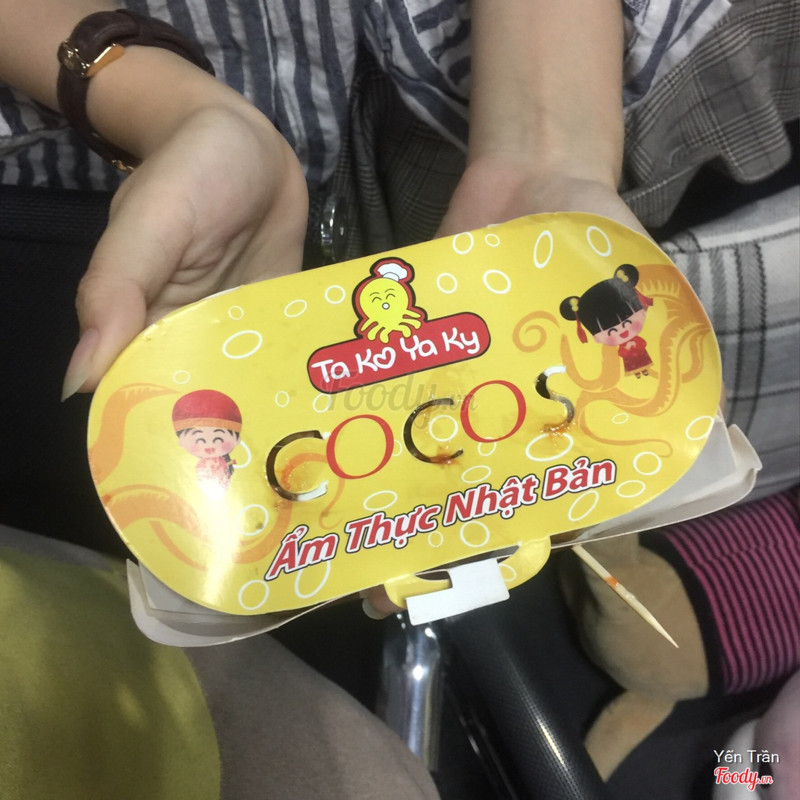 Ta Ko Ya Ky
Foody.vn
COCOS
Ẩm Thực Nhật Bản
Yến Trần
Foody.vn